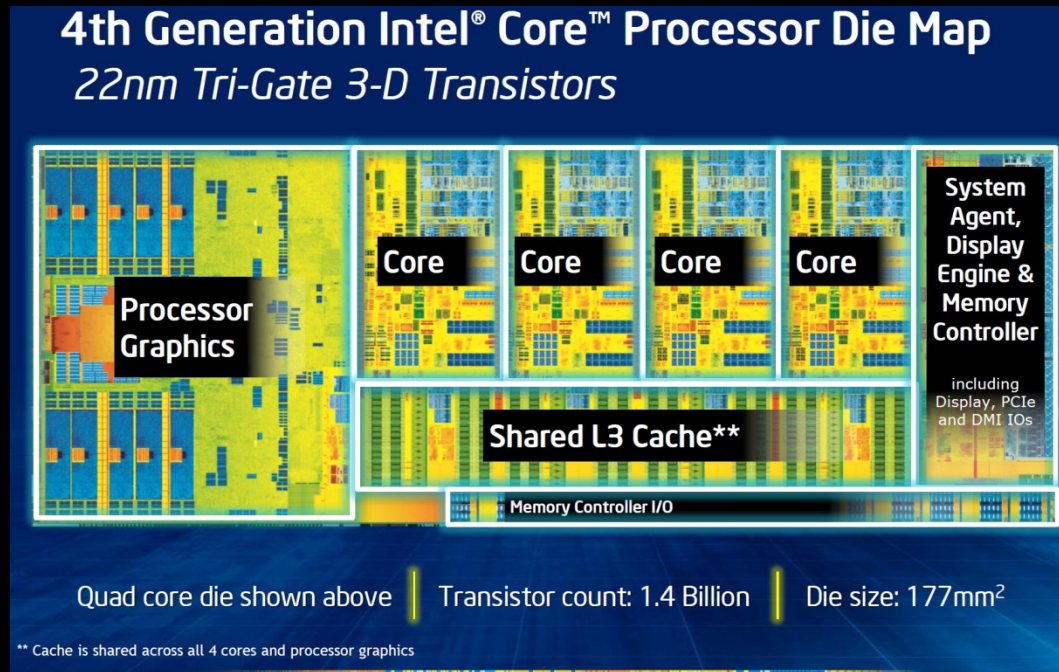 4th Generation Intel® Core™ Processor Die Map
22nm Tri-Gate 3-D Transistors
Processor
Graphics
Core
Core
Core
Core
System
Agent,
Display
Engine &
Memory
Controller
including
Display, PCIe
and DMI IOs
Shared L3 Cache**
Memory Controller I/O
Quad core die shown above
Transistor count: 1.4 Billion
Die size: 177mm²
** Cache is shared across all 4 cores and processor graphics